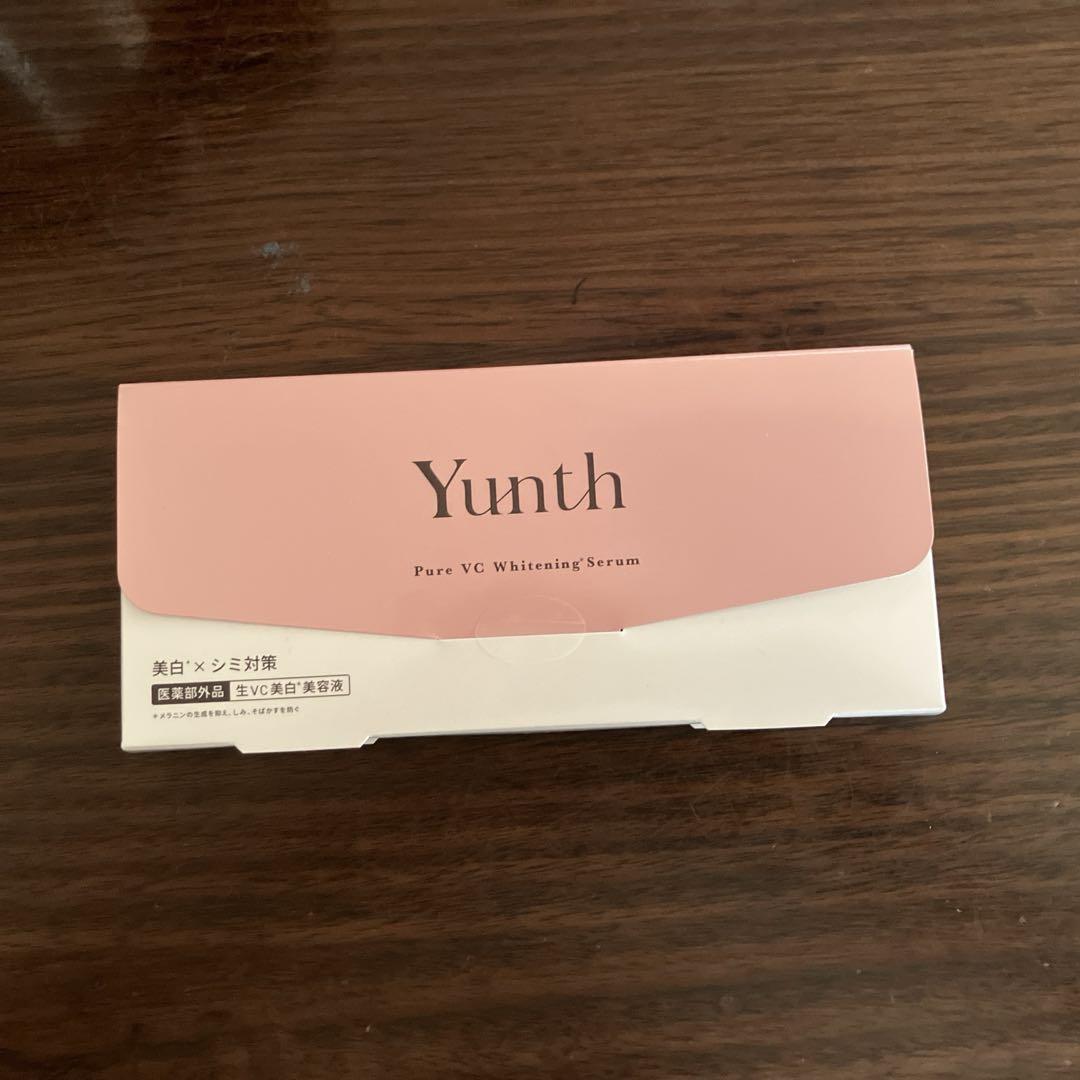 Yunth
Pure VC Whitening*Serum
美白*×シミ対策
医薬部外品 生VC美白*美容液
*メラニンの生成を抑え、しみ、そばかすを防ぐ